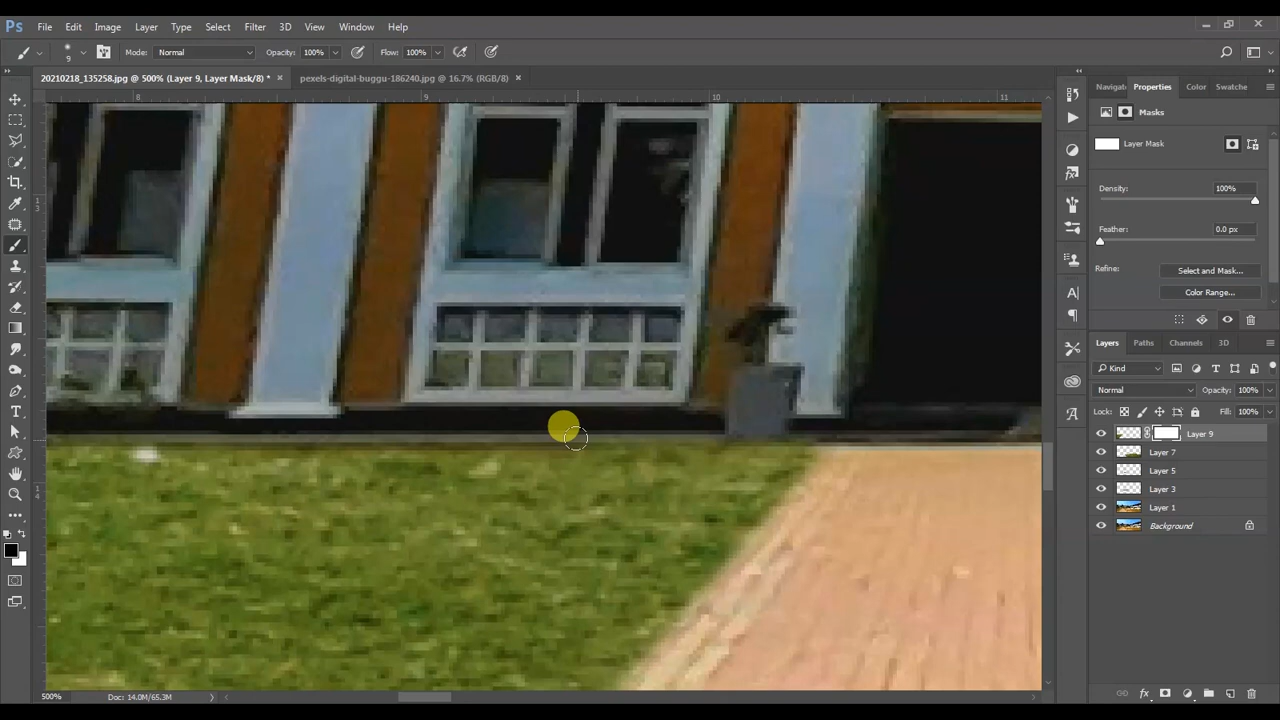 Ps File Edit Image Layer Type Select Filter 3D View Window Help
9 Mode: Normal Opacity: 100% Flow: 100%
20210218_135258.jpg @ 500% (Layer 9, Layer Mask/8) * × pexels-digital-buggu-186240.jpg @ 16.7% (RGB/8) ×
8 9 10 11
13
14
Navigat Properties Color Swatche
Masks
Layer Mask
Density: 100%
Feather: 0.0 px
Refine: Select and Mask...
Color Range...
Layers Paths Channels 3D
Kind
Normal Opacity: 100%
Lock: Fill: 100%
Layer 9
Layer 7
Layer 5
Layer 3
Layer 1
Background
500% Doc: 14.0M/65.3M